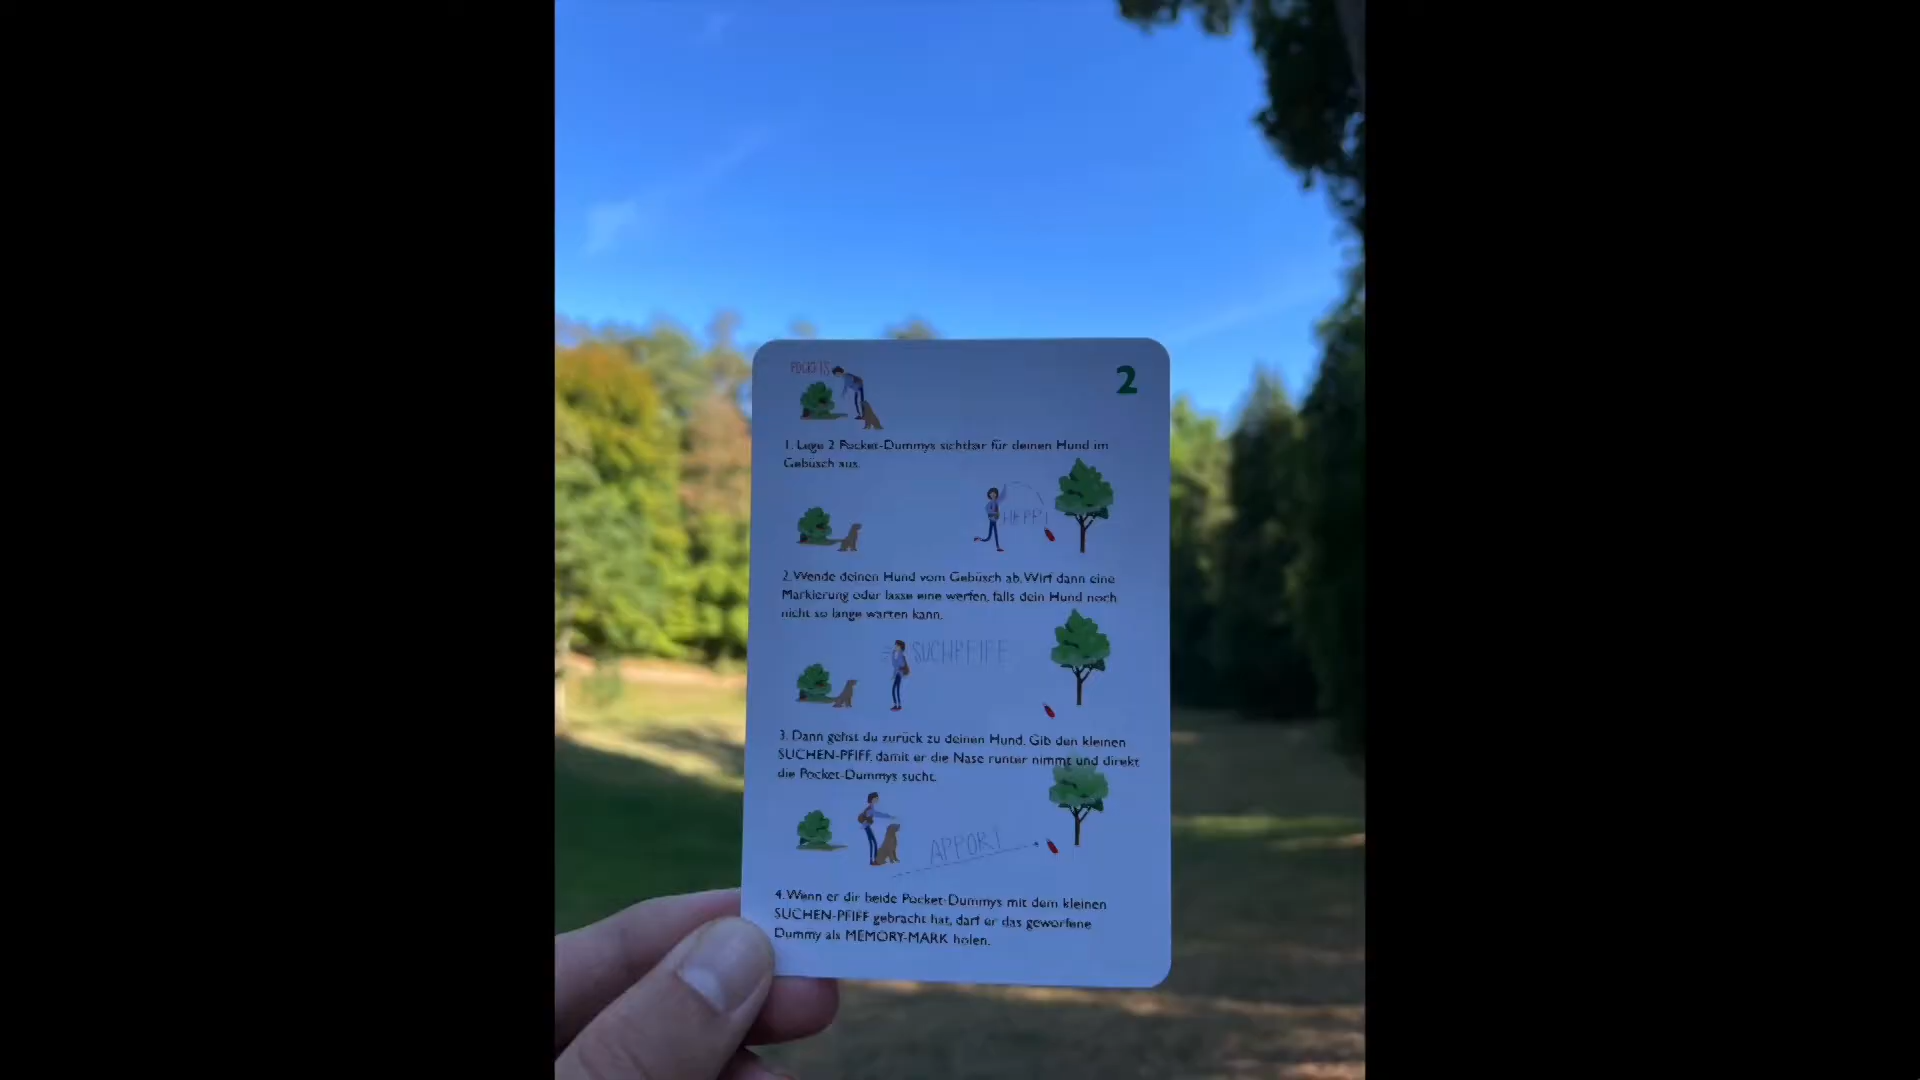 POCKETS
2
1. Lege 2 Pocket-Dummys sichtbar für deinen Hund im
Gebüsch aus.
HEPP!
2. Wende deinen Hund vom Gebüsch ab. Wirf dann eine
Markierung oder lasse eine werfen, falls dein Hund noch
nicht so lange warten kann.
SUCHPFIFF
3. Dann gehst du zurück zu deinen Hund. Gib den kleinen
SUCHEN-PFIFF, damit er die Nase runter nimmt und direkt
die Pocket-Dummys sucht.
APPORT
4. Wenn er dir beide Pocket-Dummys mit dem kleinen
SUCHEN-PFIFF gebracht hat, darf er das geworfene
Dummy als MEMORY-MARK holen.